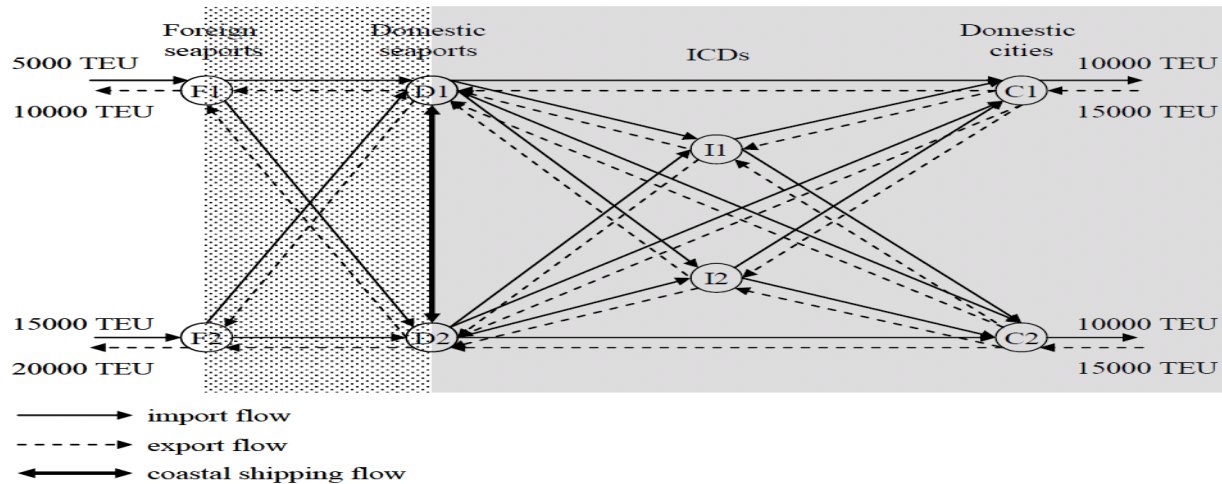 Foreign
seaports
Domestic
seaports
ICDs
Domestic
cities
5000 TEU
10000 TEU
F1
D1
C1
10000 TEU
15000 TEU
I1
I2
15000 TEU
20000 TEU
F2
D2
C2
10000 TEU
15000 TEU
import flow
export flow
coastal shipping flow